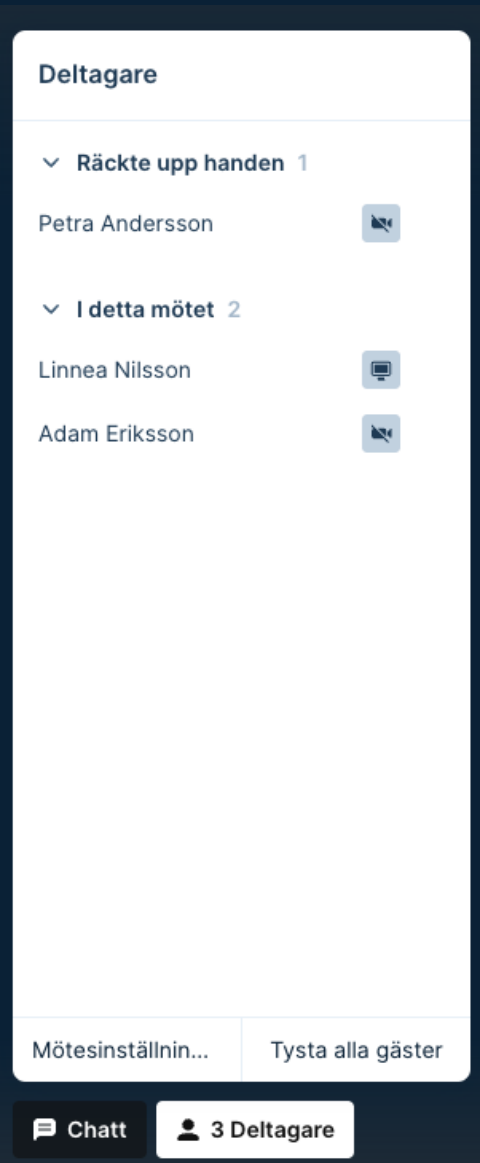 Deltagare
Räckte upp handen 1
Petra Andersson
I detta mötet 2
Linnea Nilsson
Adam Eriksson
Mötesinställnin... Tysta alla gäster
Chatt 3 Deltagare